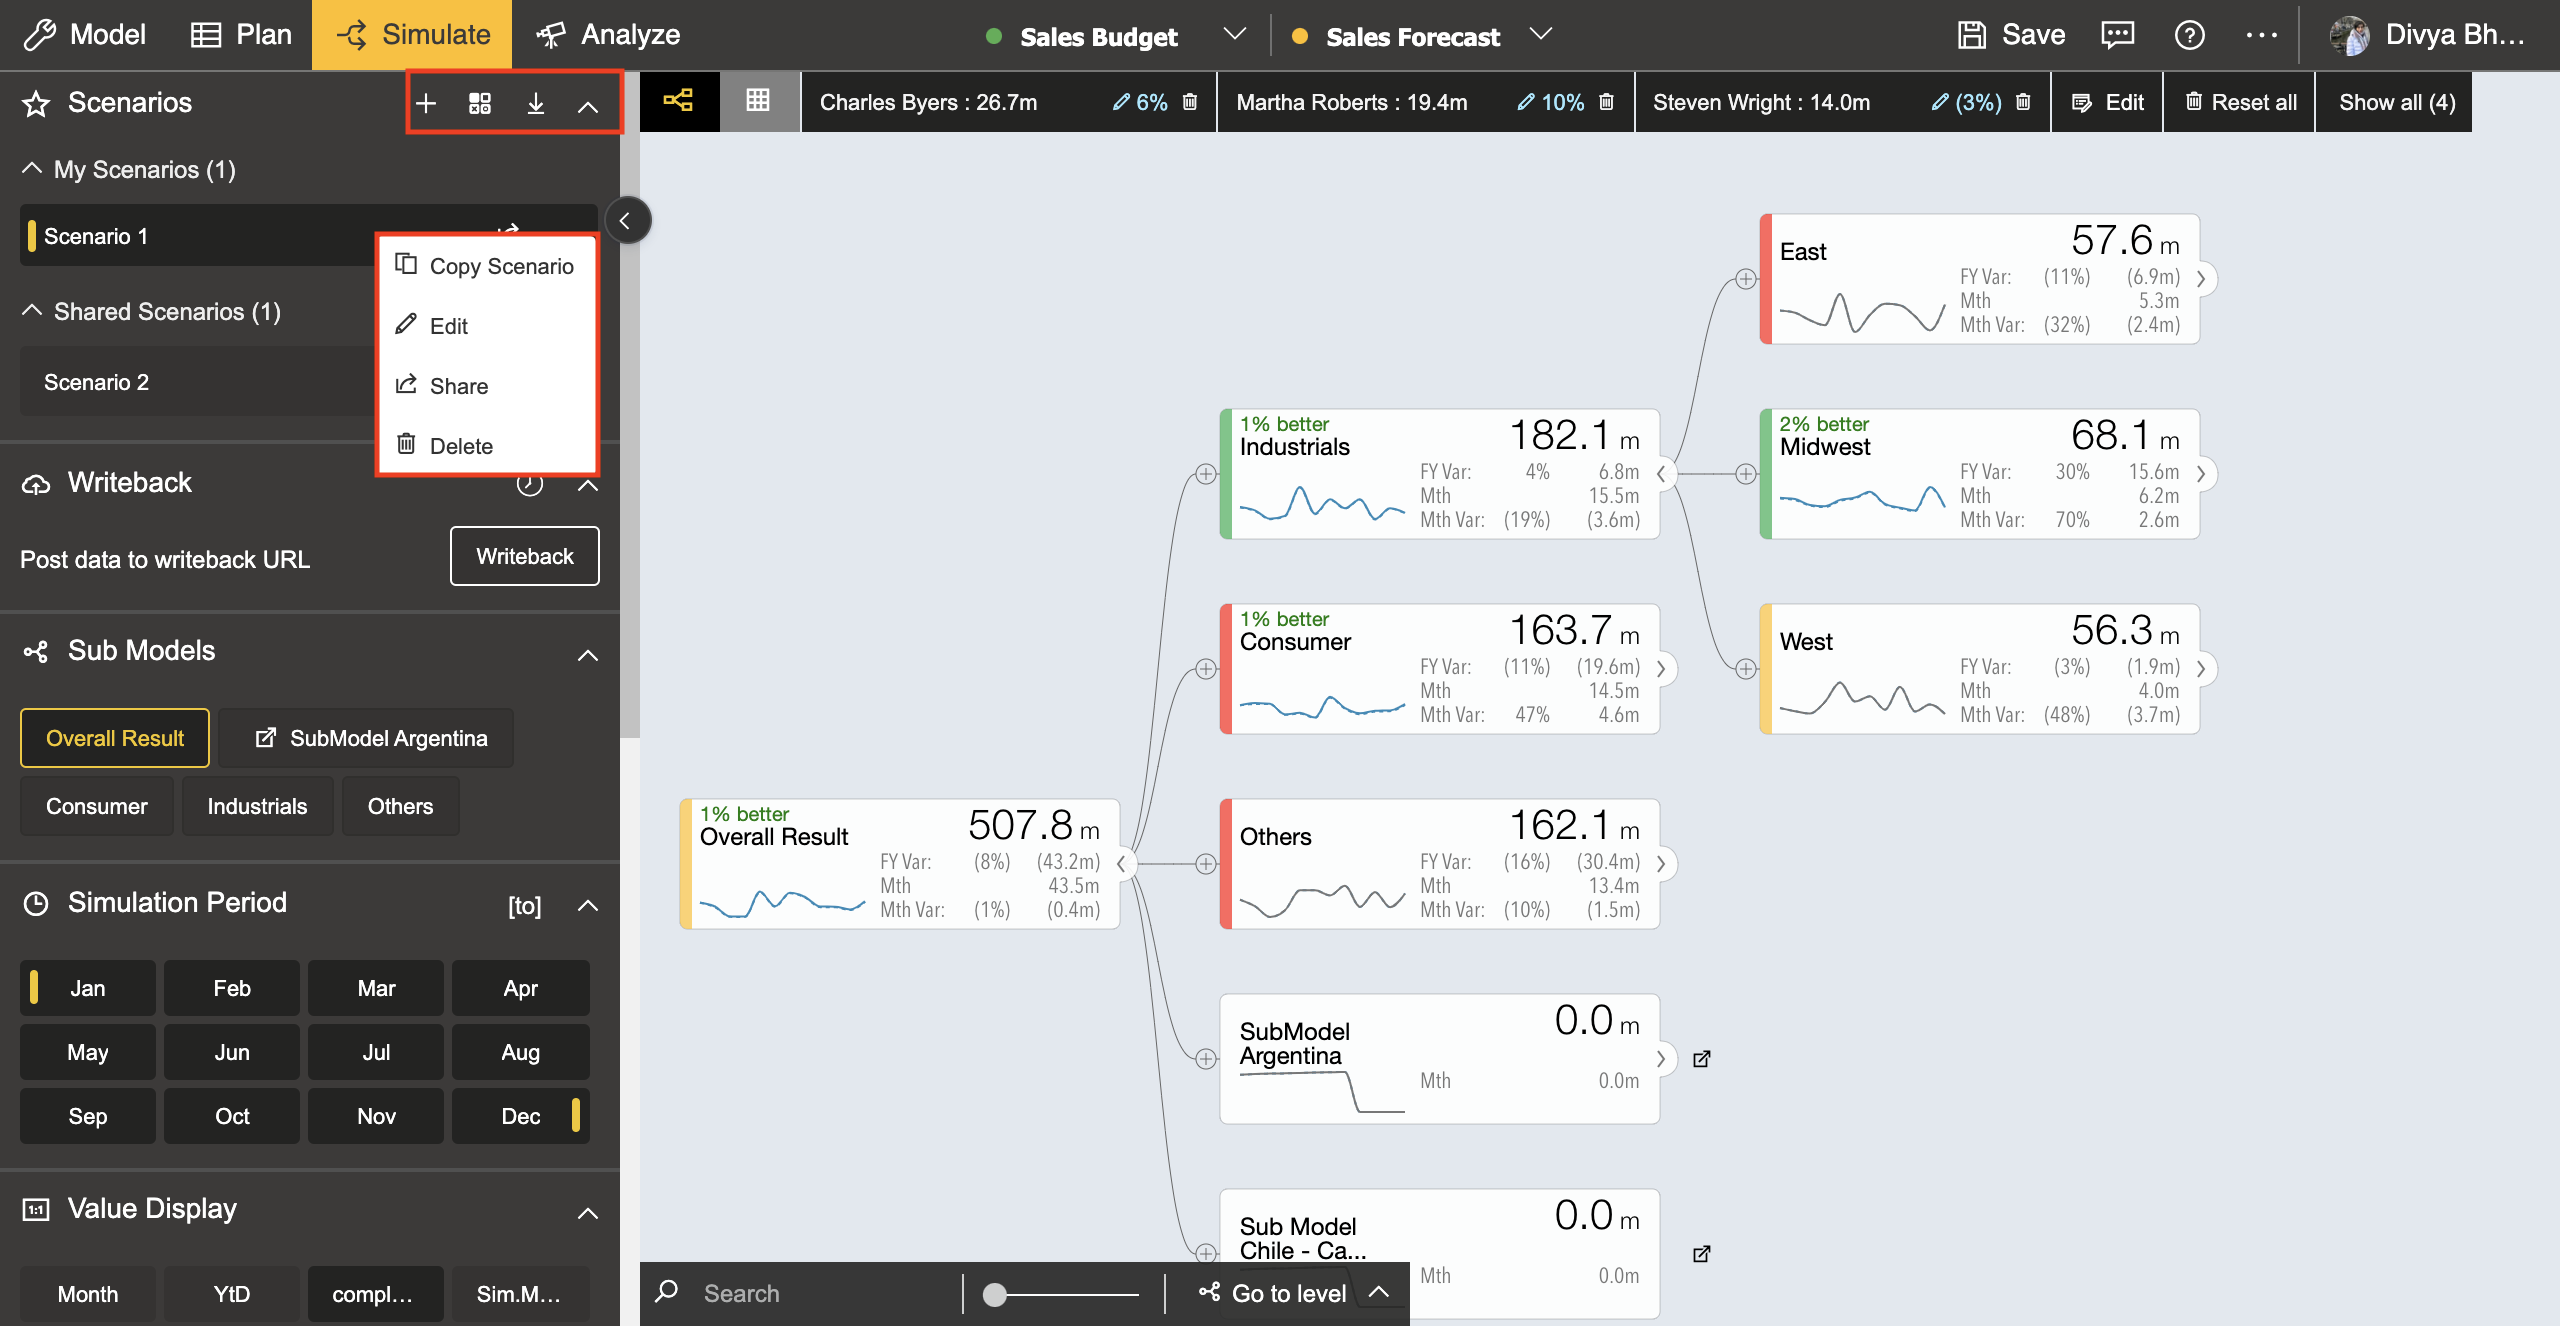 Model
Plan
Simulate
Analyze
Sales Budget
Sales Forecast
Save
Divya Bh...
Scenarios
My Scenarios (1)
Scenario 1
Copy Scenario
Edit
Share
Delete
Shared Scenarios (1)
Scenario 2
Writeback
Post data to writeback URL
Writeback
Sub Models
Overall Result
SubModel Argentina
Consumer
Industrials
Others
Simulation Period
[to]
Jan
Feb
Mar
Apr
May
Jun
Jul
Aug
Sep
Oct
Nov
Dec
1:1
Value Display
Month
YtD
compl...
Sim.M...
Charles Byers : 26.7m
6%
Martha Roberts : 19.4m
10%
Steven Wright : 14.0m
(3%)
Edit
Reset all
Show all (4)
1% better
Overall Result
507.8 m
FY Var: (8%) (43.2m)
Mth 43.5m
Mth Var: (1%) (0.4m)
1% better
Industrials
182.1 m
FY Var: 4% 6.8m
Mth 15.5m
Mth Var: (19%) (3.6m)
1% better
Consumer
163.7 m
FY Var: (11%) (19.6m)
Mth 14.5m
Mth Var: 47% 4.6m
Others
162.1 m
FY Var: (16%) (30.4m)
Mth 13.4m
Mth Var: (10%) (1.5m)
SubModel
Argentina
0.0 m
Mth 0.0m
Sub Model
Chile - Ca...
0.0 m
Mth 0.0m
East
57.6 m
FY Var: (11%) (6.9m)
Mth 5.3m
Mth Var: (32%) (2.4m)
2% better
Midwest
68.1 m
FY Var: 30% 15.6m
Mth 6.2m
Mth Var: 70% 2.6m
West
56.3 m
FY Var: (3%) (1.9m)
Mth 4.0m
Mth Var: (48%) (3.7m)
Search
Go to level